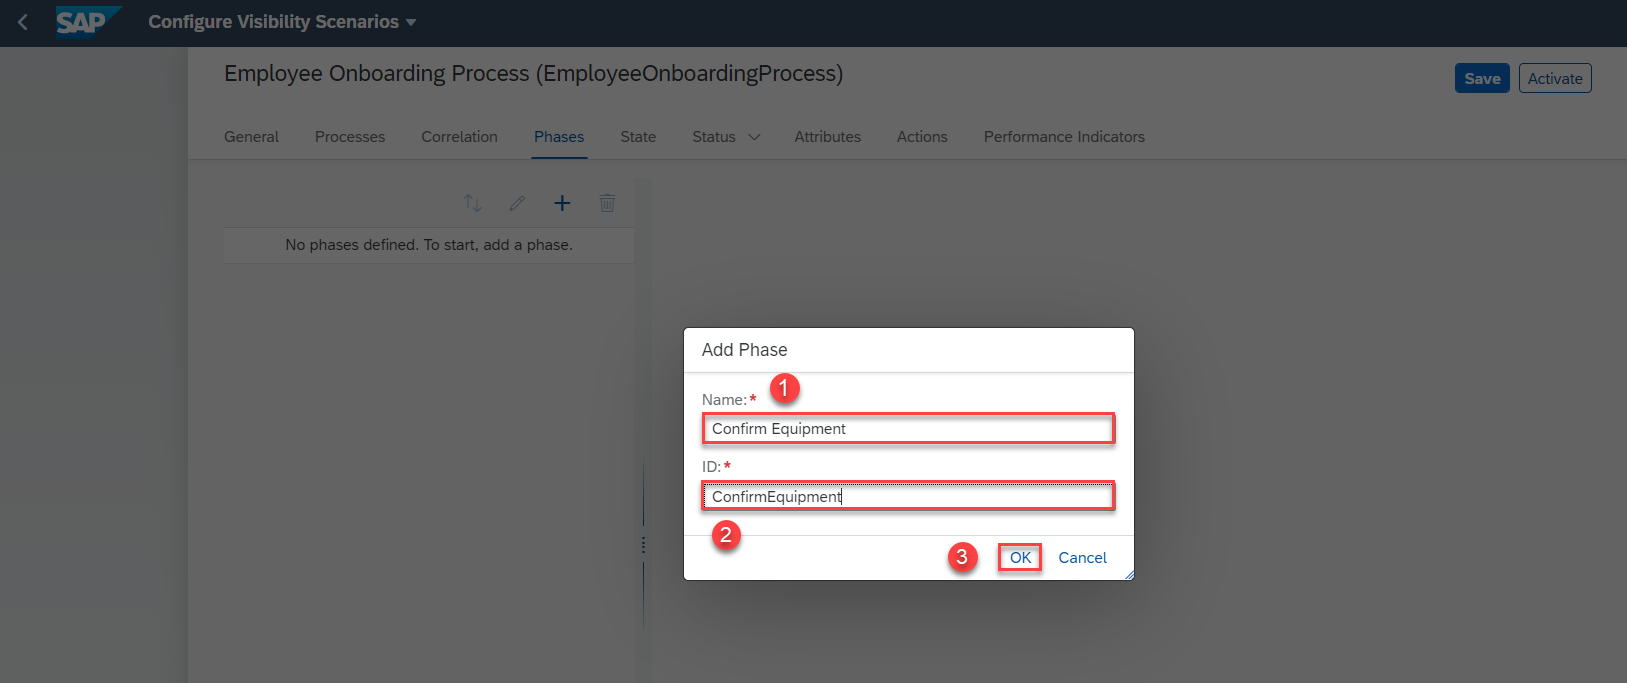 SAP Configure Visibility Scenarios
Employee Onboarding Process (EmployeeOnboardingProcess)
Save Activate
General Processes Correlation Phases State Status Attributes Actions Performance Indicators
No phases defined. To start, add a phase.
Add Phase
1
Name:*
Confirm Equipment
ID:*
ConfirmEquipment
2
3 OK Cancel